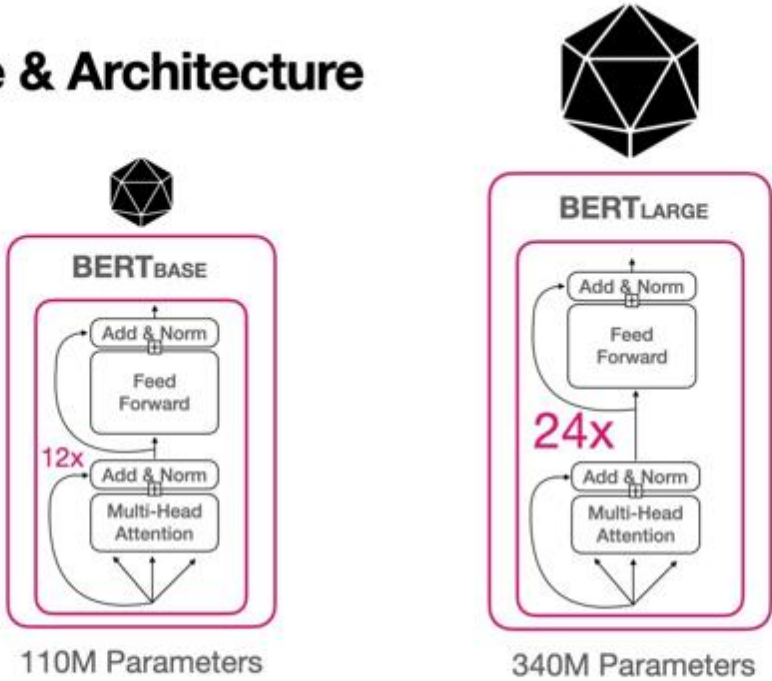 e & Architecture
BERTBASE
Add & Norm
Feed
Forward
12x
Add & Norm
Multi-Head
Attention
110M Parameters
BERTLARGE
Add & Norm
Feed
Forward
24x
Add & Norm
Multi-Head
Attention
340M Parameters